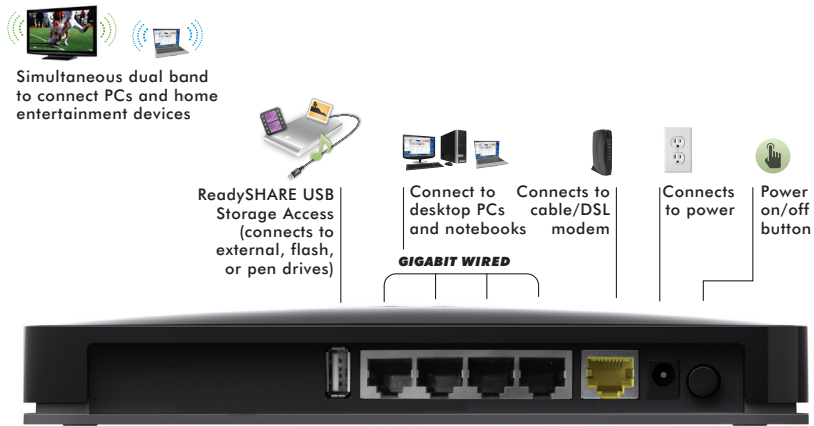 Simultaneous dual band
to connect PCs and home
entertainment devices
ReadySHARE USB
Storage Access
(connects to
external, flash,
or pen drives)
Connect to
desktop PCs
and notebooks
GIGABIT WIRED
Connects to
cable/DSL
modem
Connects
to power
Power
on/off
button